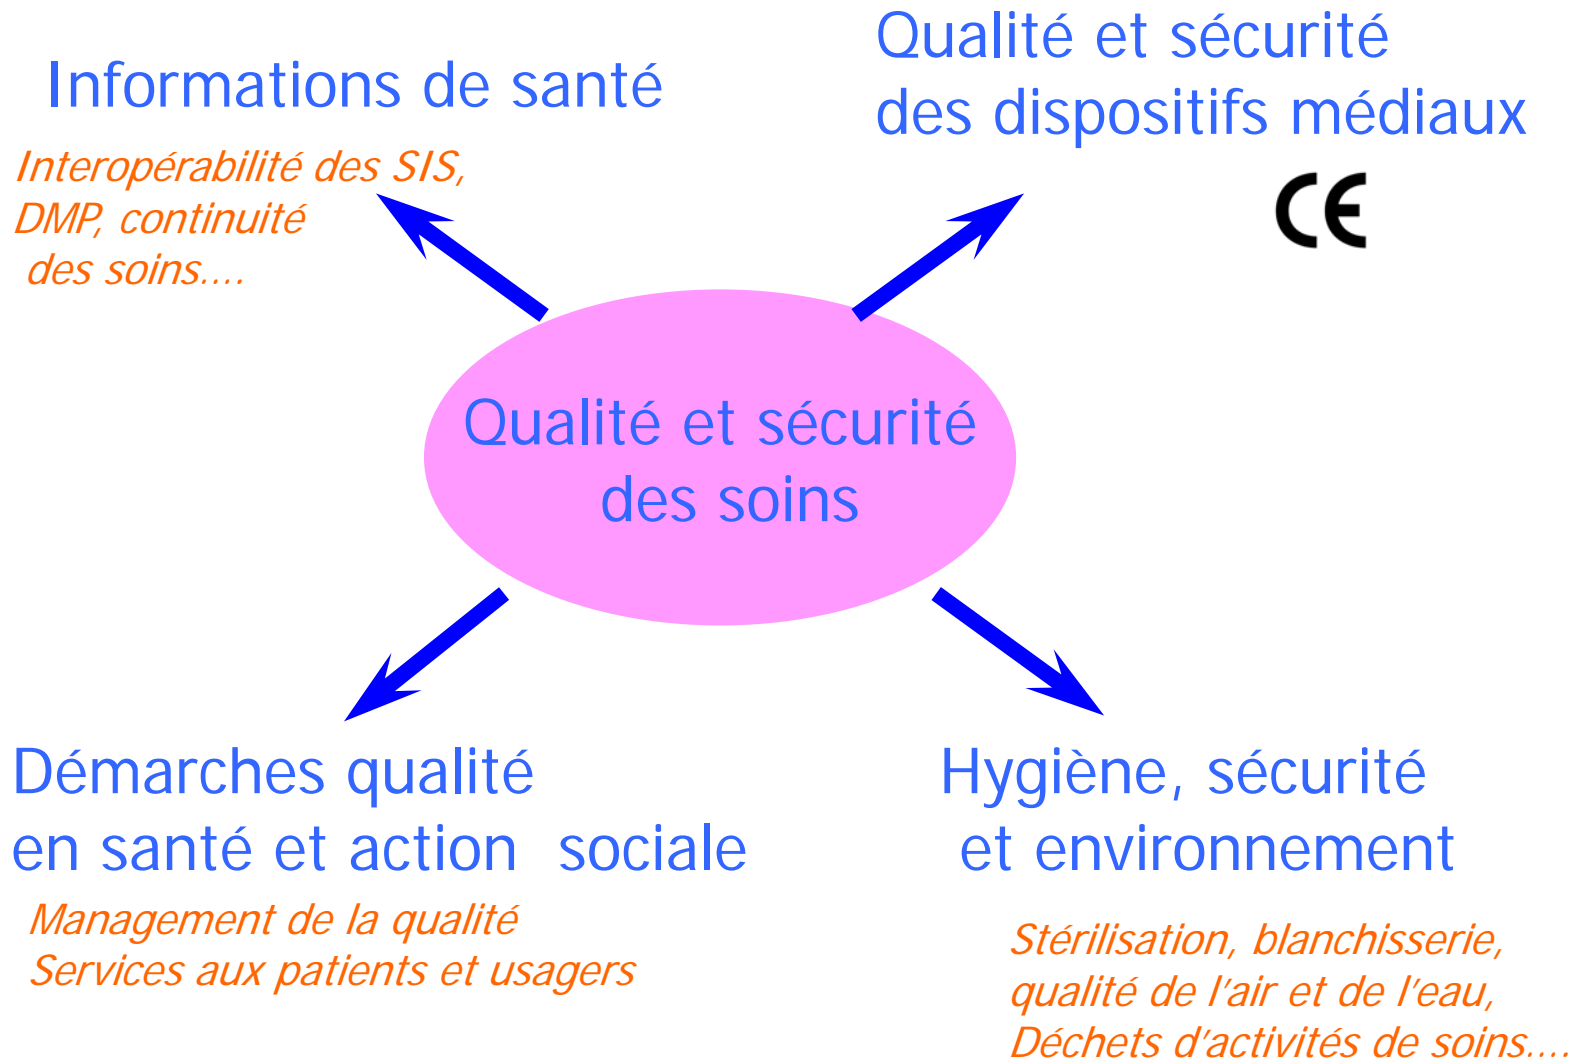 Informations de santé
Interopérabilité des SIS,
DMP, continuité
des soins....
Qualité et sécurité
des dispositifs médiaux
CE
Qualité et sécurité
des soins
Démarches qualité
en santé et action sociale
Management de la qualité
Services aux patients et usagers
Hygiène, sécurité
et environnement
Stérilisation, blanchisserie,
qualité de l’air et de l’eau,
Déchets d’activités de soins....